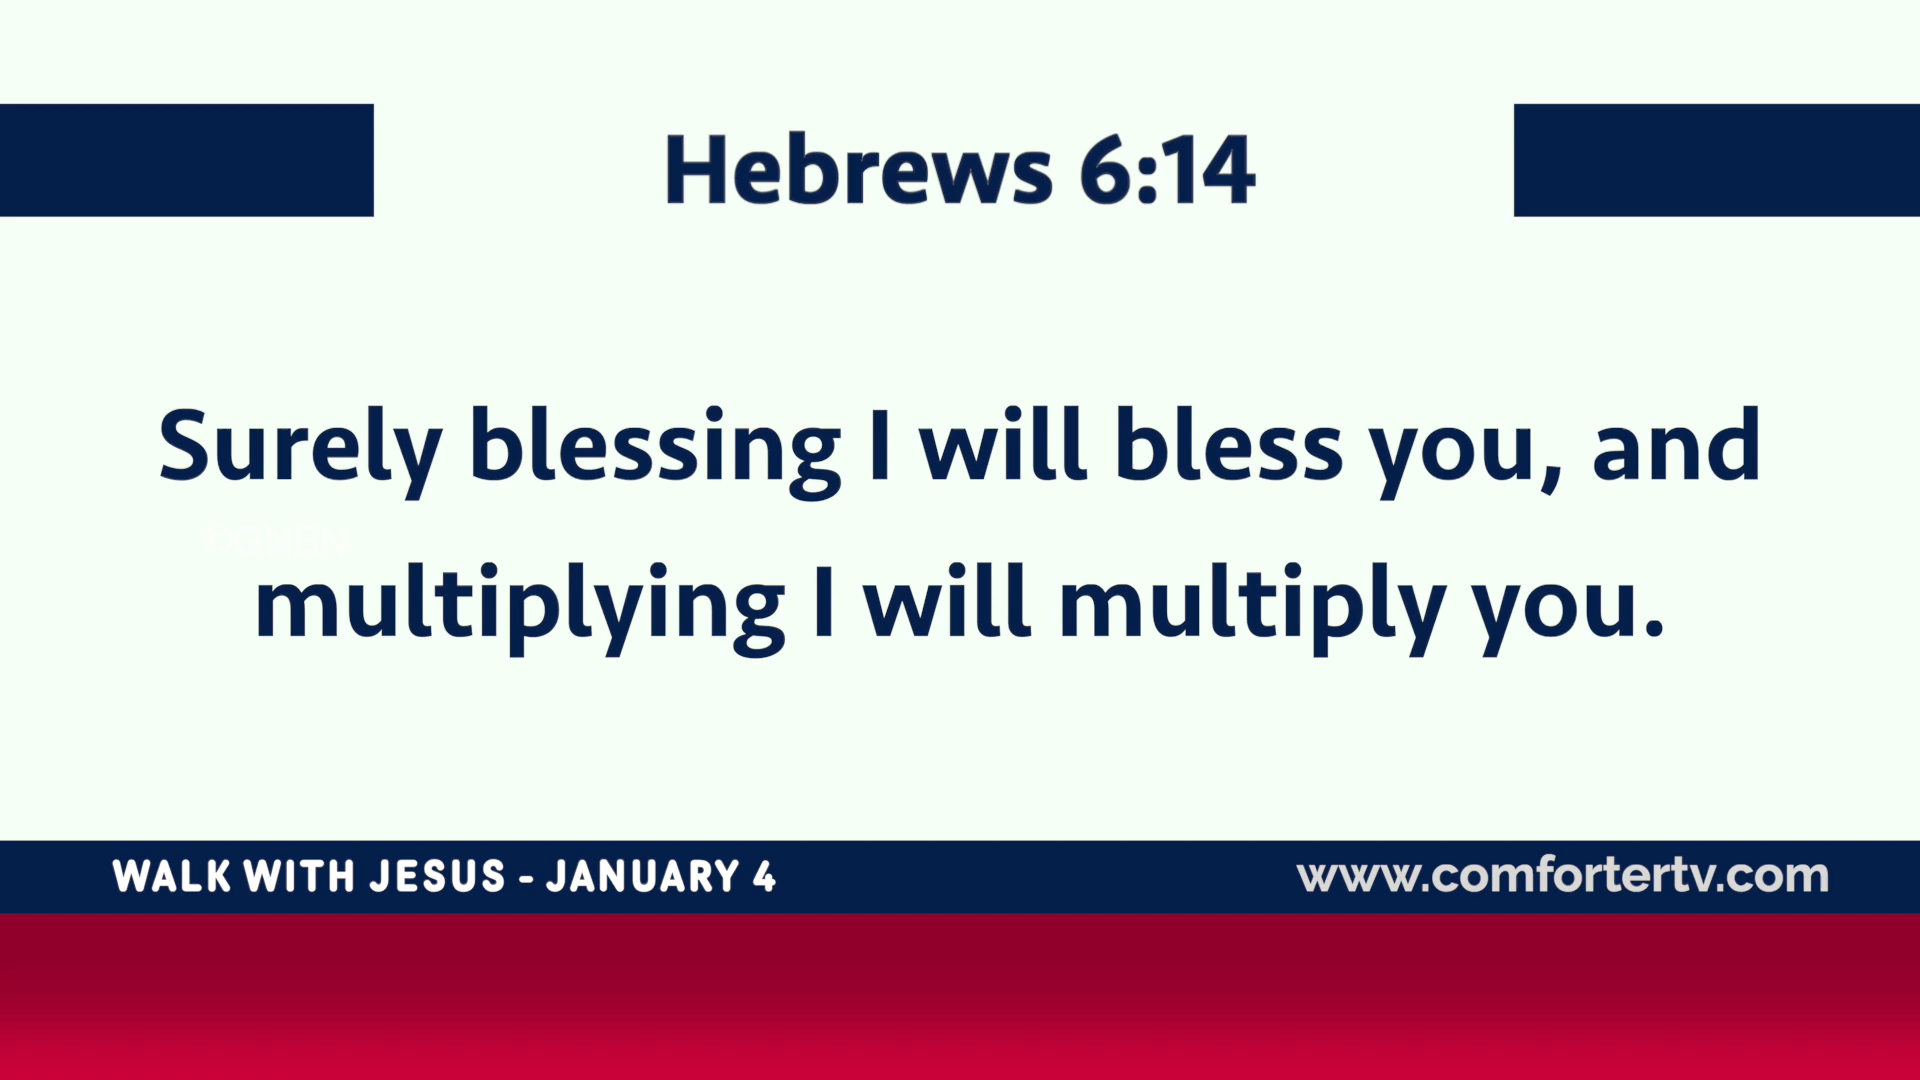 Hebrews 6:14
Surely blessing I will bless you, and
multiplying I will multiply you.
WALK WITH JESUS - JANUARY 4
www.comfortertv.com